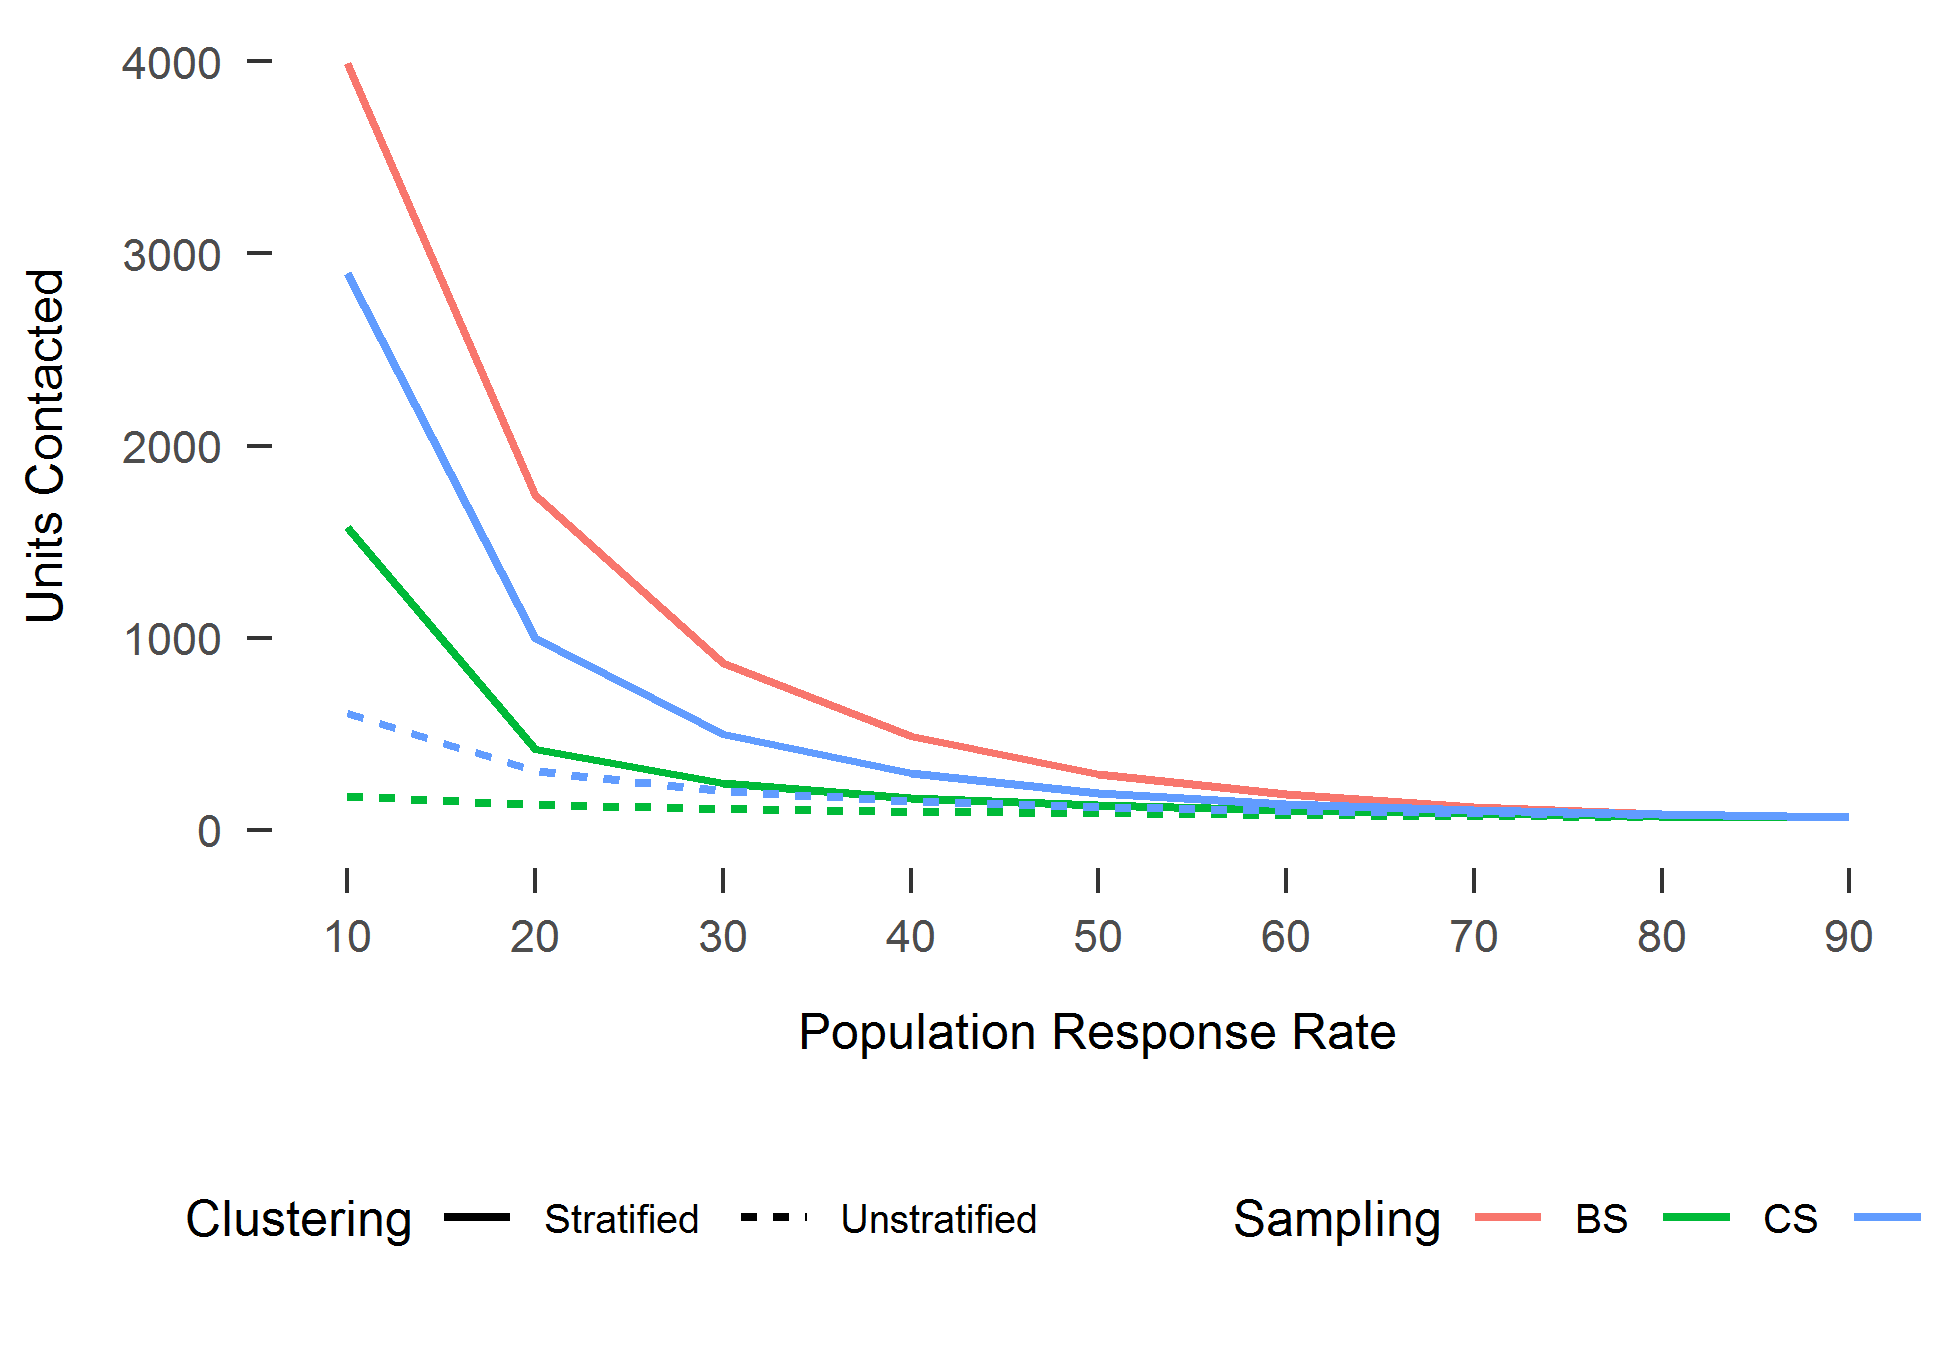 4000
3000
2000
1000
0
Units Contacted
10 20 30 40 50 60 70 80 90
Population Response Rate
Clustering Stratified Unstratified Sampling BS CS